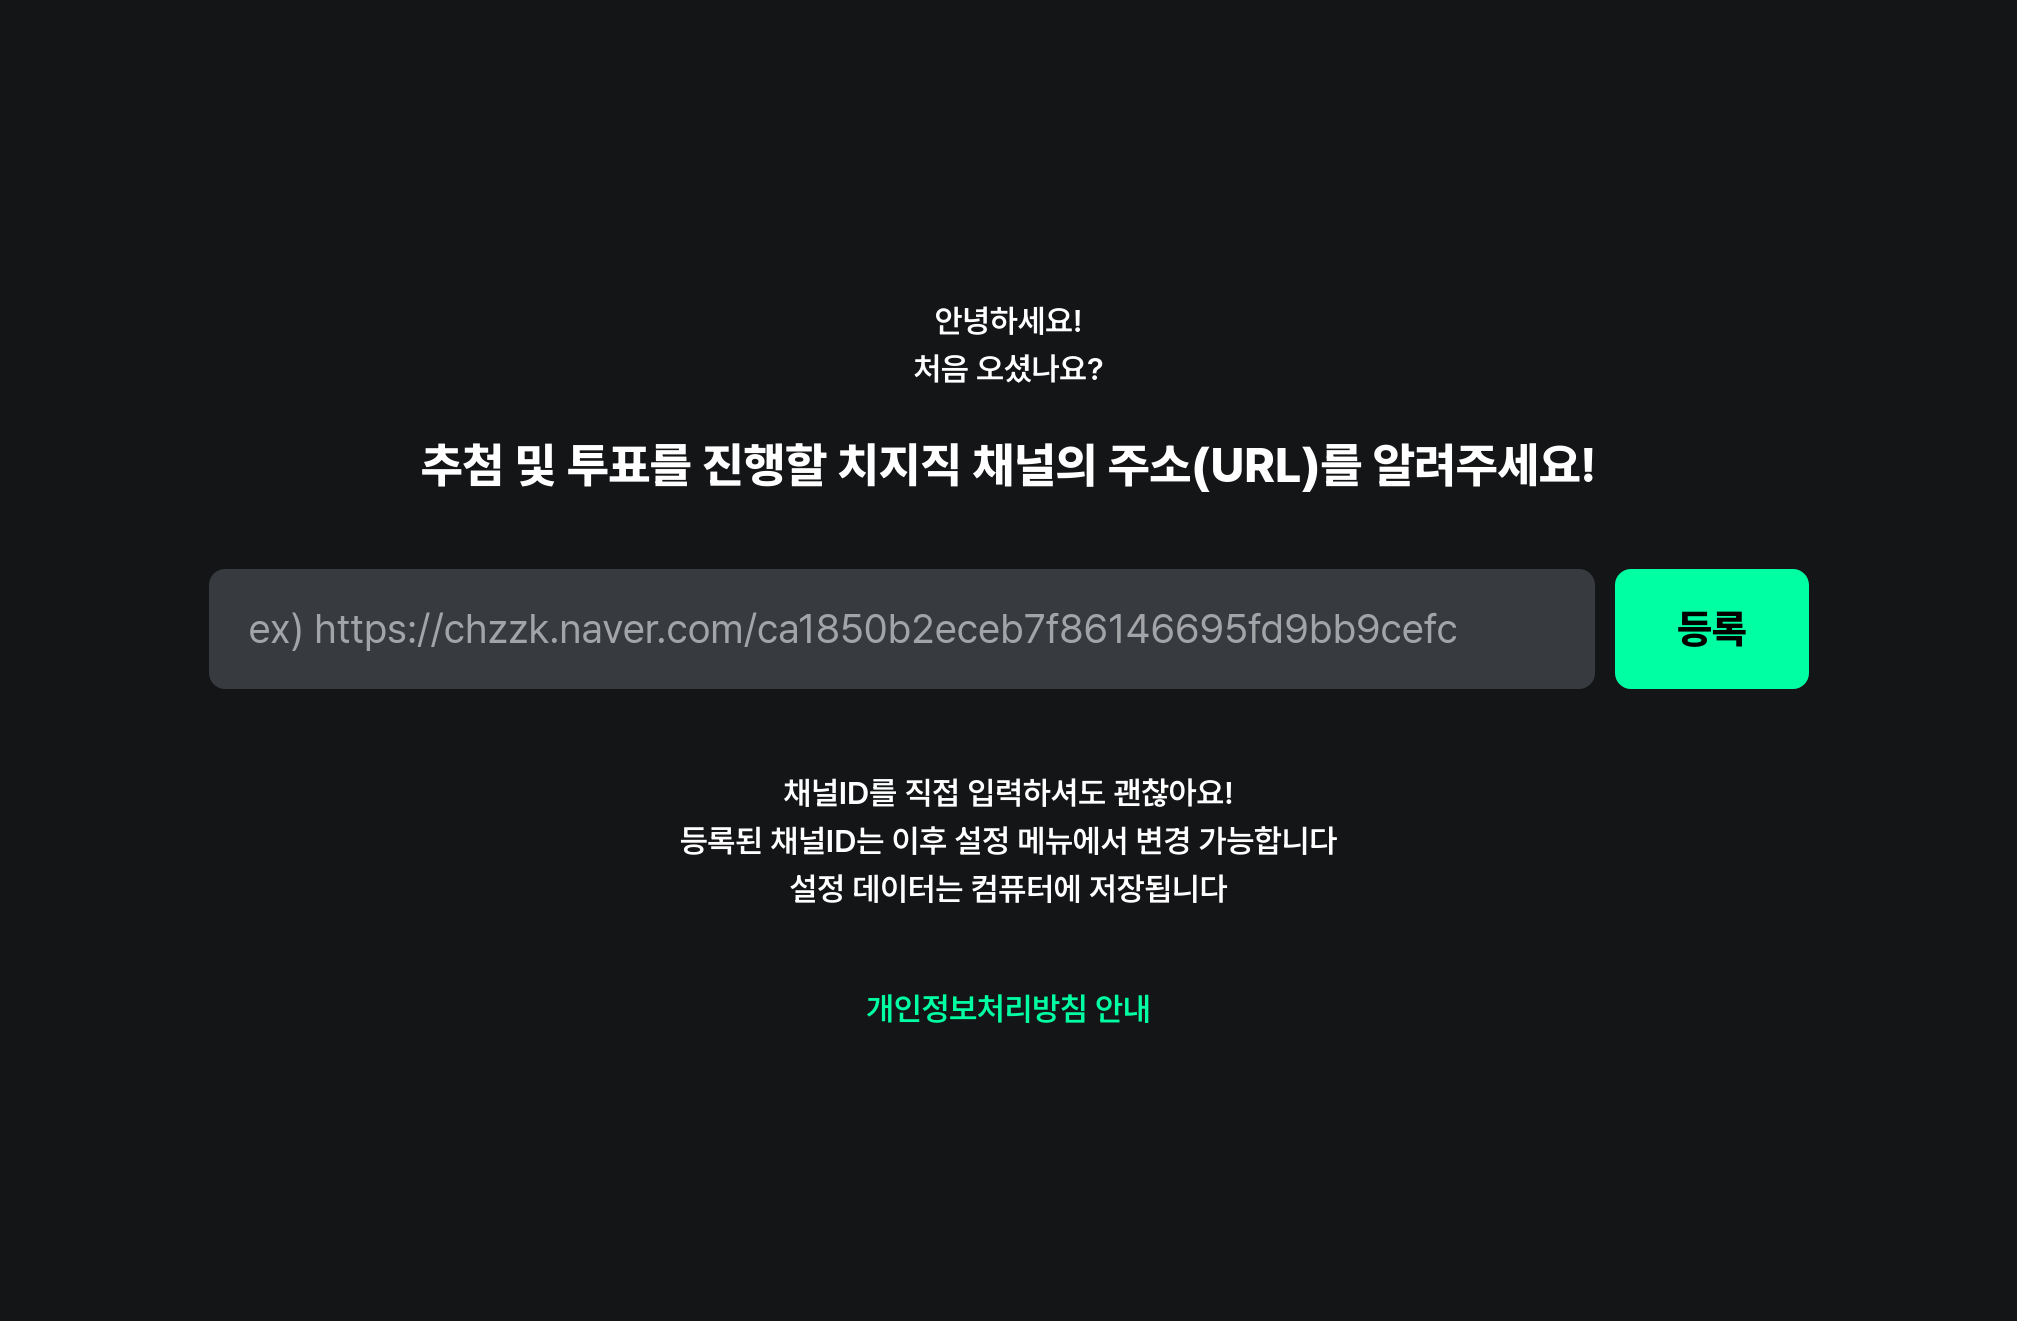 안녕하세요!
처음 오셨나요?
추첨 및 투표를 진행할 치지직 채널의 주소(URL)를 알려주세요!
ex) https://chzzk.naver.com/ca1850b2eceb7f86146695fd9bb9cefc
등록
채널ID를 직접 입력하셔도 괜찮아요!
등록된 채널ID는 이후 설정 메뉴에서 변경 가능합니다
설정 데이터는 컴퓨터에 저장됩니다
개인정보처리방침 안내